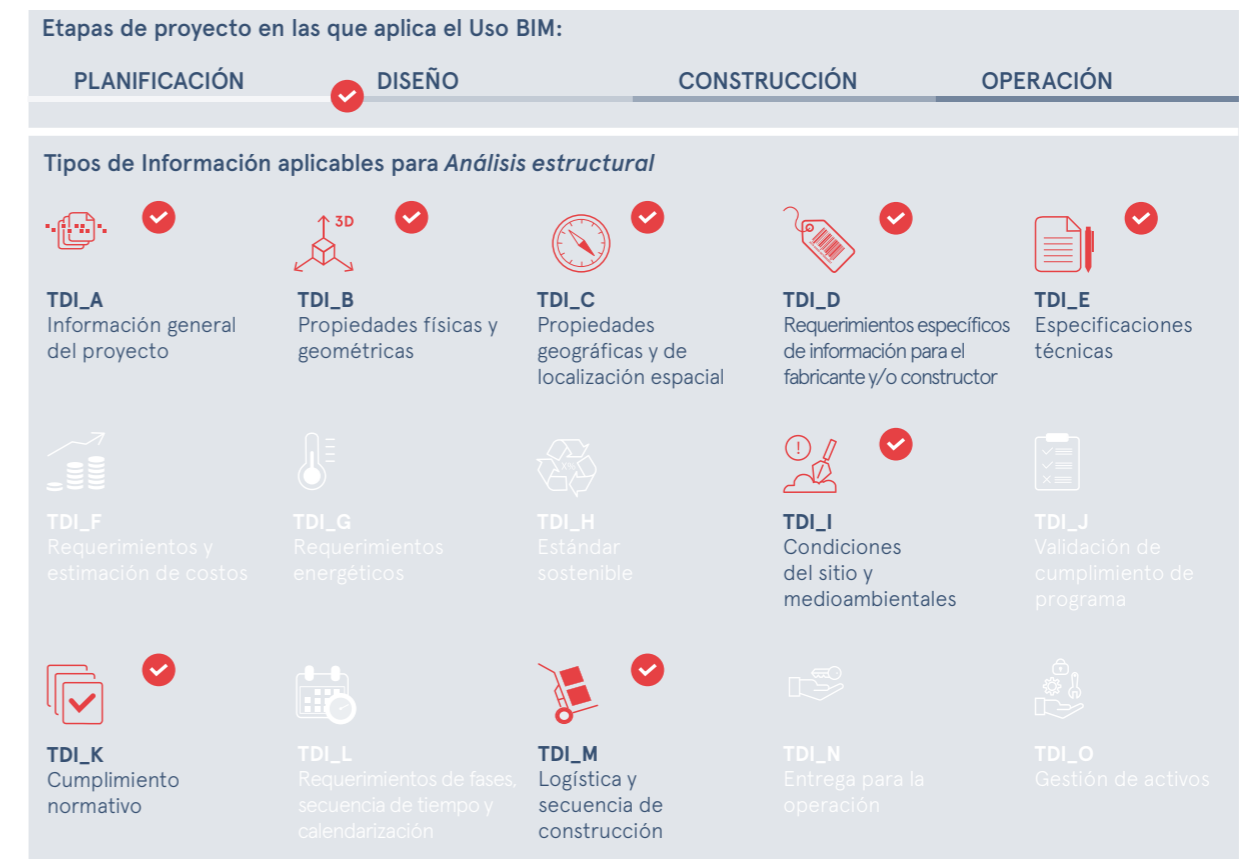 Etapas de proyecto en las que aplica el Uso BIM:
PLANIFICACIÓN DISEÑO CONSTRUCCIÓN OPERACIÓN
Tipos de Información aplicables para Análisis estructural
3D
TDI_A
Información general
del proyecto
TDI_B
Propiedades físicas y
geométricas
TDI_C
Propiedades
geográficas y de
localización espacial
TDI_D
Requerimientos específicos
de información para el
fabricante y/o constructor
TDI_E
Especificaciones
técnicas
TDI_F
Requerimientos y
estimación de costos
TDI_G
Requerimientos
energéticos
X%
TDI_H
Estándar
sostenible
TDI_I
Condiciones
del sitio y
medioambientales
TDI_J
Validación de
cumplimiento de
programa
TDI_K
Cumplimiento
normativo
TDI_L
Requerimientos de fases,
secuencia de tiempo y
calendarización
TDI_M
Logística y
secuencia de
construcción
TDI_N
Entrega para la
operación
TDI_O
Gestión de activos